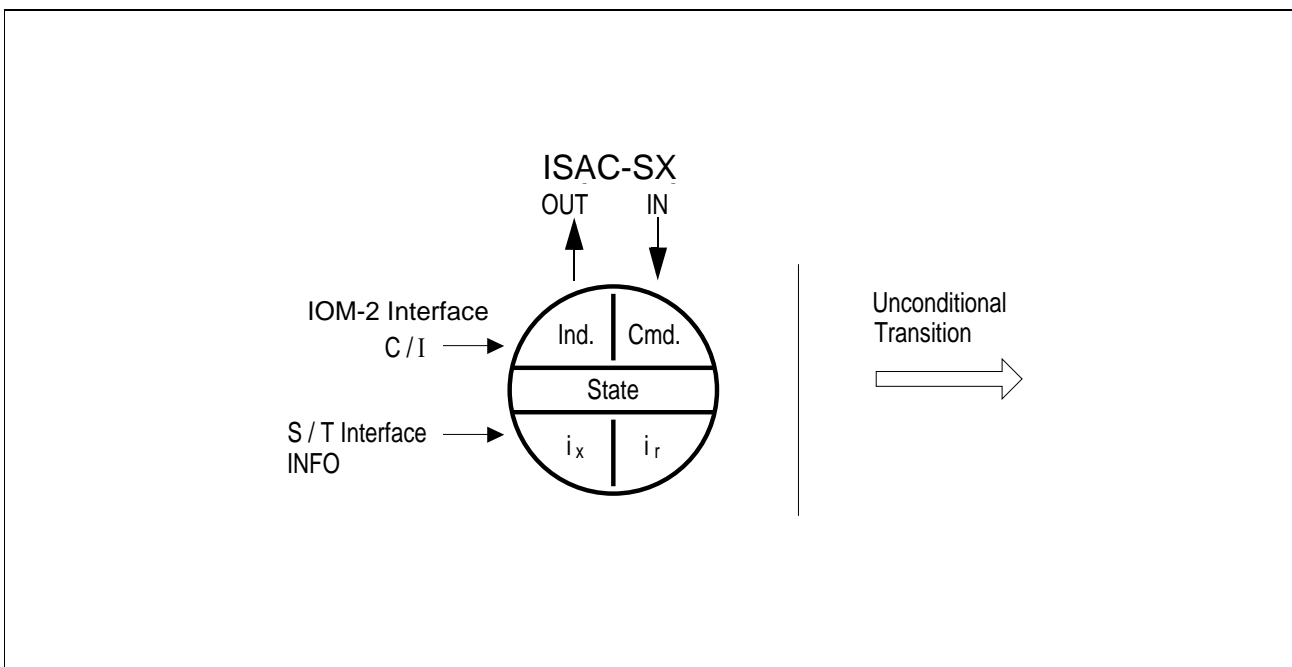 ISAC-SX
OUT IN
IOM-2 Interface
C / I
Ind. Cmd.
State
S / T Interface
INFO
i x i r
Unconditional
Transition